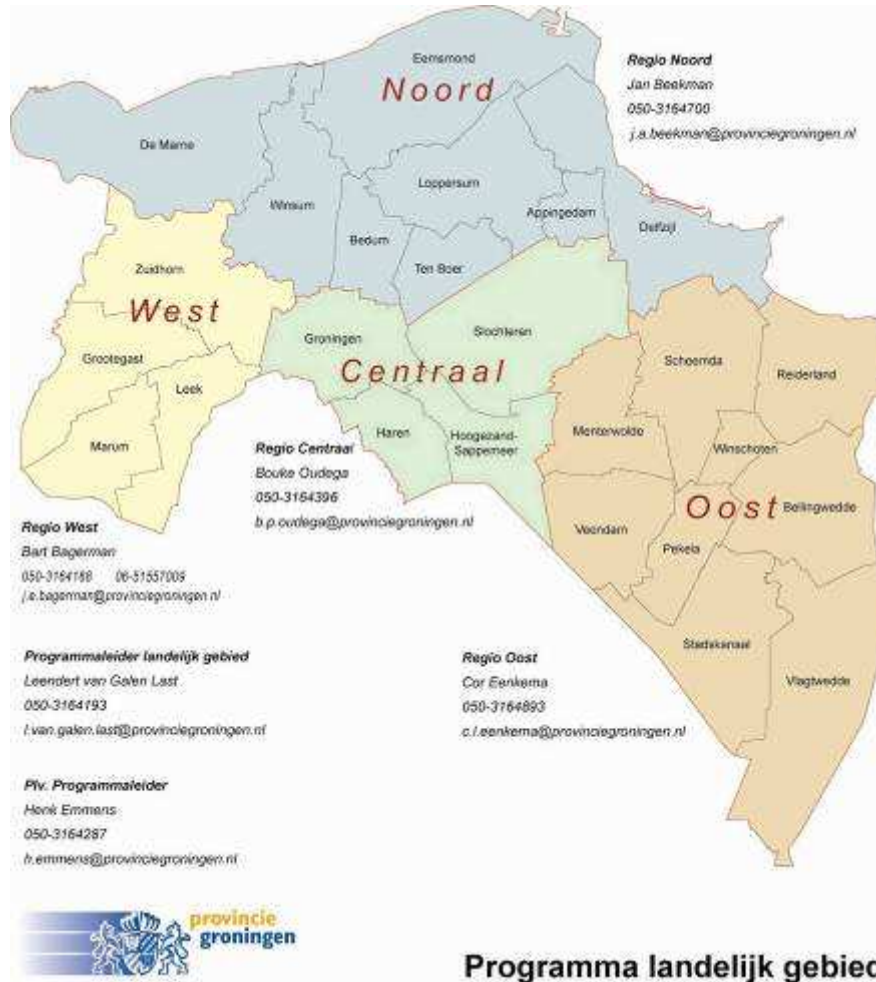 Eemsmond
Noord
De Marne
Winsum
Loppersum
Bedum
Appingedam
Ten Boer
Delfzijl
Regio Noord
Jan Beekman
050-3164700
j.a.beekman@provinciegroningen.nl
Zuidhorn
West
Grootegast
Leek
Marum
Groningen
Slochteren
Centraal
Haren
Hoogezand-
Sappemeer
Scheemda
Reiderland
Menterwolde
Winschoten
Oost
Bellingwedde
Veendam
Pekela
Stadskanaal
Vlagtwedde
Regio Centraal
Bouke Oudega
050-3164396
b.p.oudega@provinciegroningen.nl
Regio West
Bart Bagerman
050-3164168 06-51557009
j.e.bagerman@provinciegroningen.nl
Programmaleider landelijk gebied
Leendert van Galen Last
050-3164193
l.van.galen.last@provinciegroningen.nl
Regio Oost
Cor Eenkema
050-3164893
c.l.eenkema@provinciegroningen.nl
Plv. Programmaleider
Henk Emmens
050-3164287
h.emmens@provinciegroningen.nl
provincie
groningen
Programma landelijk gebied